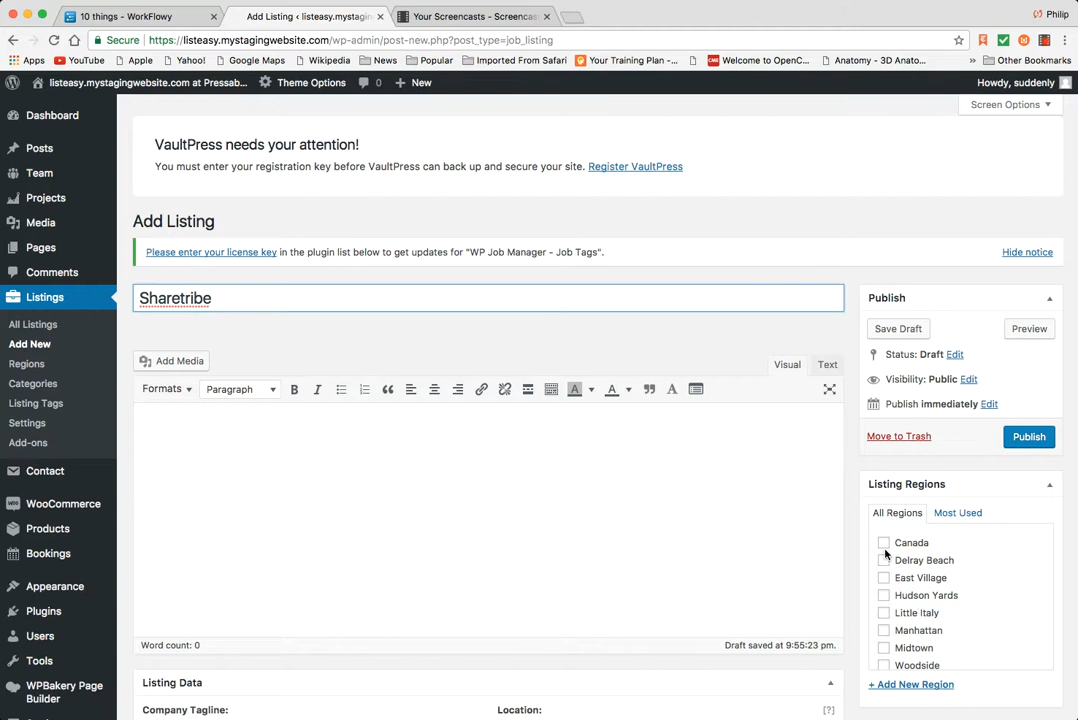 10 things - WorkFlowy
Add Listing ‹ listeasy.mystag
Your Screencasts - Screencas
Philip
Secure
https://listeasy.mystagingwebsite.com/wp-admin/post-new.php?post_type=job_listing
Apps
YouTube
Apple
Yahoo!
Google Maps
Wikipedia
News
Popular
Imported From Safari
Your Training Plan -...
Welcome to OpenC...
Anatomy - 3D Anato...
»
Other Bookmarks
listeasy.mystagingwebsite.com at Pressab...
Theme Options
0
New
Howdy, suddenly
Screen Options
Dashboard
Posts
Team
Projects
Media
Pages
Comments
Listings
All Listings
Add New
Regions
Categories
Listing Tags
Settings
Add-ons
Contact
WooCommerce
Products
Bookings
Appearance
Plugins
Users
Tools
WPBakery Page
Builder
VaultPress needs your attention!
You must enter your registration key before VaultPress can back up and secure your site. Register VaultPress
Add Listing
Please enter your license key in the plugin list below to get updates for "WP Job Manager - Job Tags".
Hide notice
Sharetribe
Add Media
Visual
Text
Formats
Paragraph
B
I
A
A
A
Word count: 0
Draft saved at 9:55:23 pm.
Listing Data
Company Tagline:
Location:
[?]
Publish
Save Draft
Preview
Status: Draft Edit
Visibility: Public Edit
Publish immediately Edit
Move to Trash
Publish
Listing Regions
All Regions
Most Used
Canada
Delray Beach
East Village
Hudson Yards
Little Italy
Manhattan
Midtown
Woodside
+ Add New Region